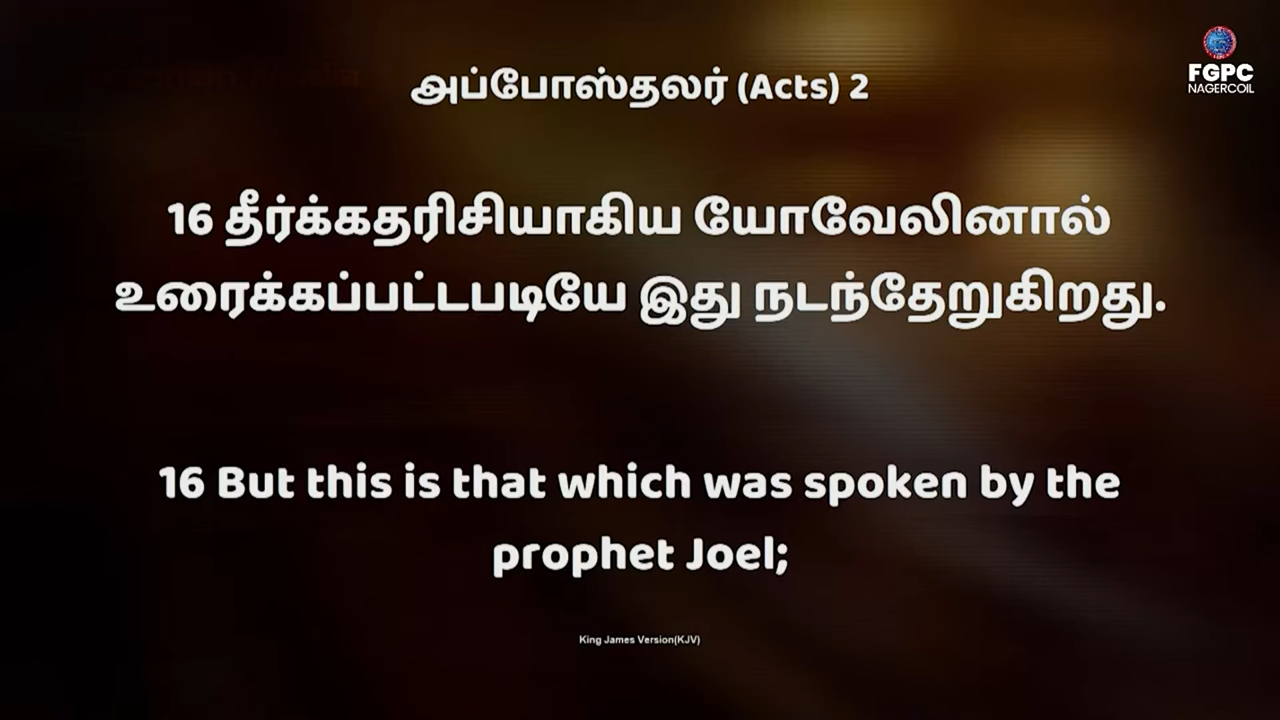 அப்போஸ்தலர் (Acts) 2
FGPC
NAGERCOIL
16 தீர்க்கதரிசியாகிய யோவேலினால்
உரைக்கப்பட்டபடியே இது நடந்தேறுகிறது.
16 But this is that which was spoken by the
prophet Joel;
King James Version(KJV)